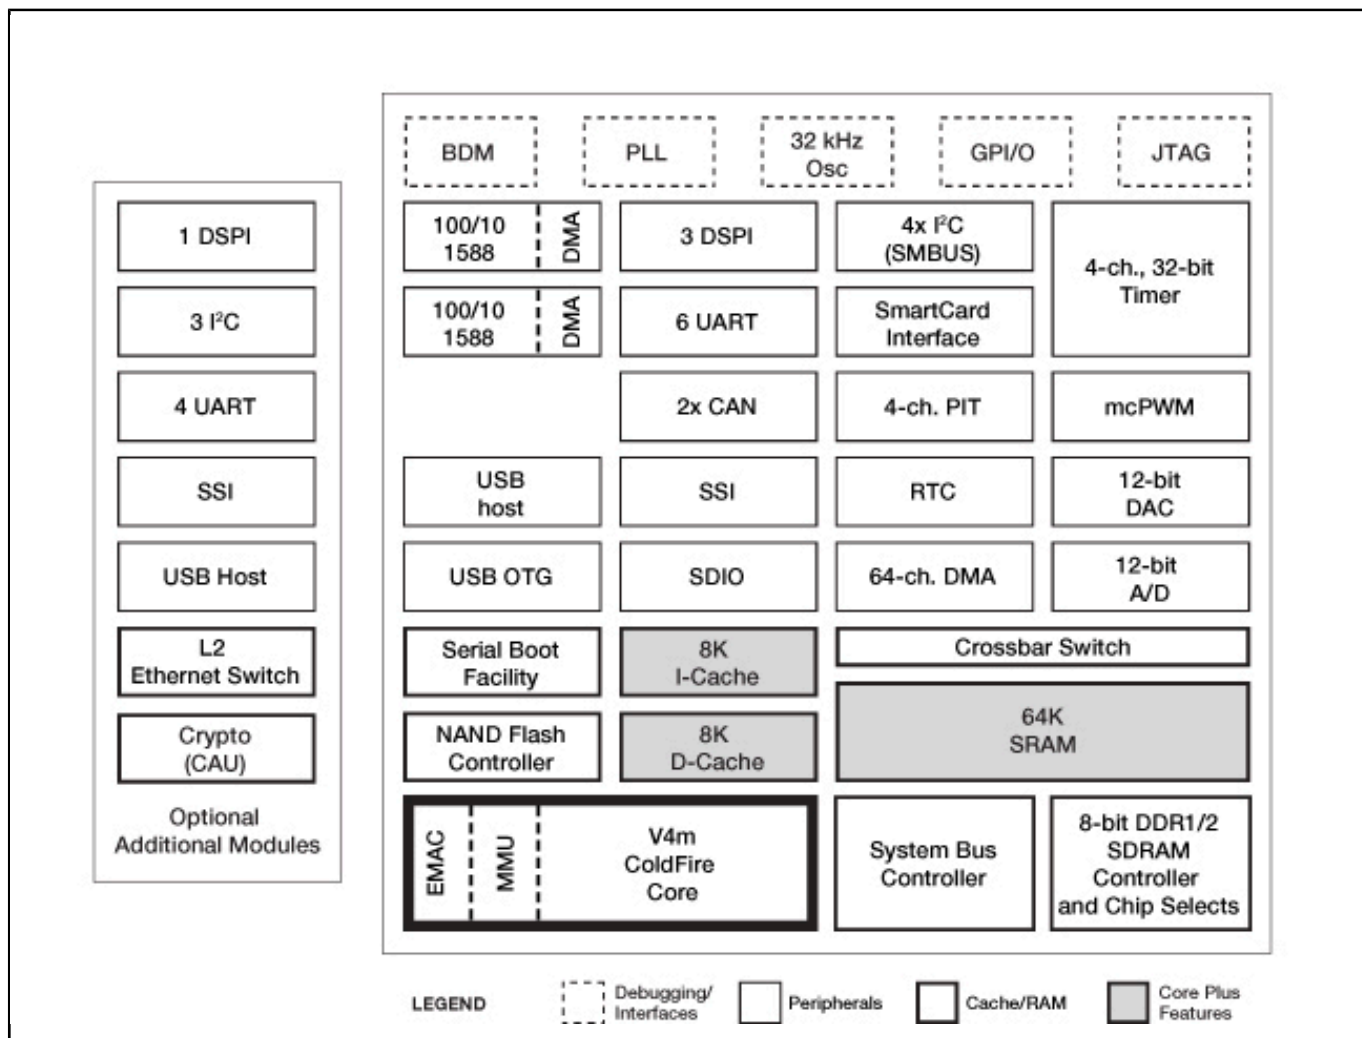 BDM
PLL
32 kHz
Osc
GPI/O
JTAG
1 DSPI
3 I²C
4 UART
SSI
USB Host
L2
Ethernet Switch
Crypto
(CAU)
Optional
Additional Modules
100/10
1588
DMA
3 DSPI
4x I²C
(SMBUS)
4-ch., 32-bit
Timer
100/10
1588
DMA
6 UART
SmartCard
Interface
2x CAN
4-ch. PIT
mcPWM
USB
host
SSI
RTC
12-bit
DAC
USB OTG
SDIO
64-ch. DMA
12-bit
A/D
Serial Boot
Facility
8K
I-Cache
Crossbar Switch
NAND Flash
Controller
8K
D-Cache
64K
SRAM
EMAC
MMU
V4m
ColdFire
Core
System Bus
Controller
8-bit DDR1/2
SDRAM
Controller
and Chip Selects
LEGEND
Debugging/
Interfaces
Peripherals
Cache/RAM
Core Plus
Features